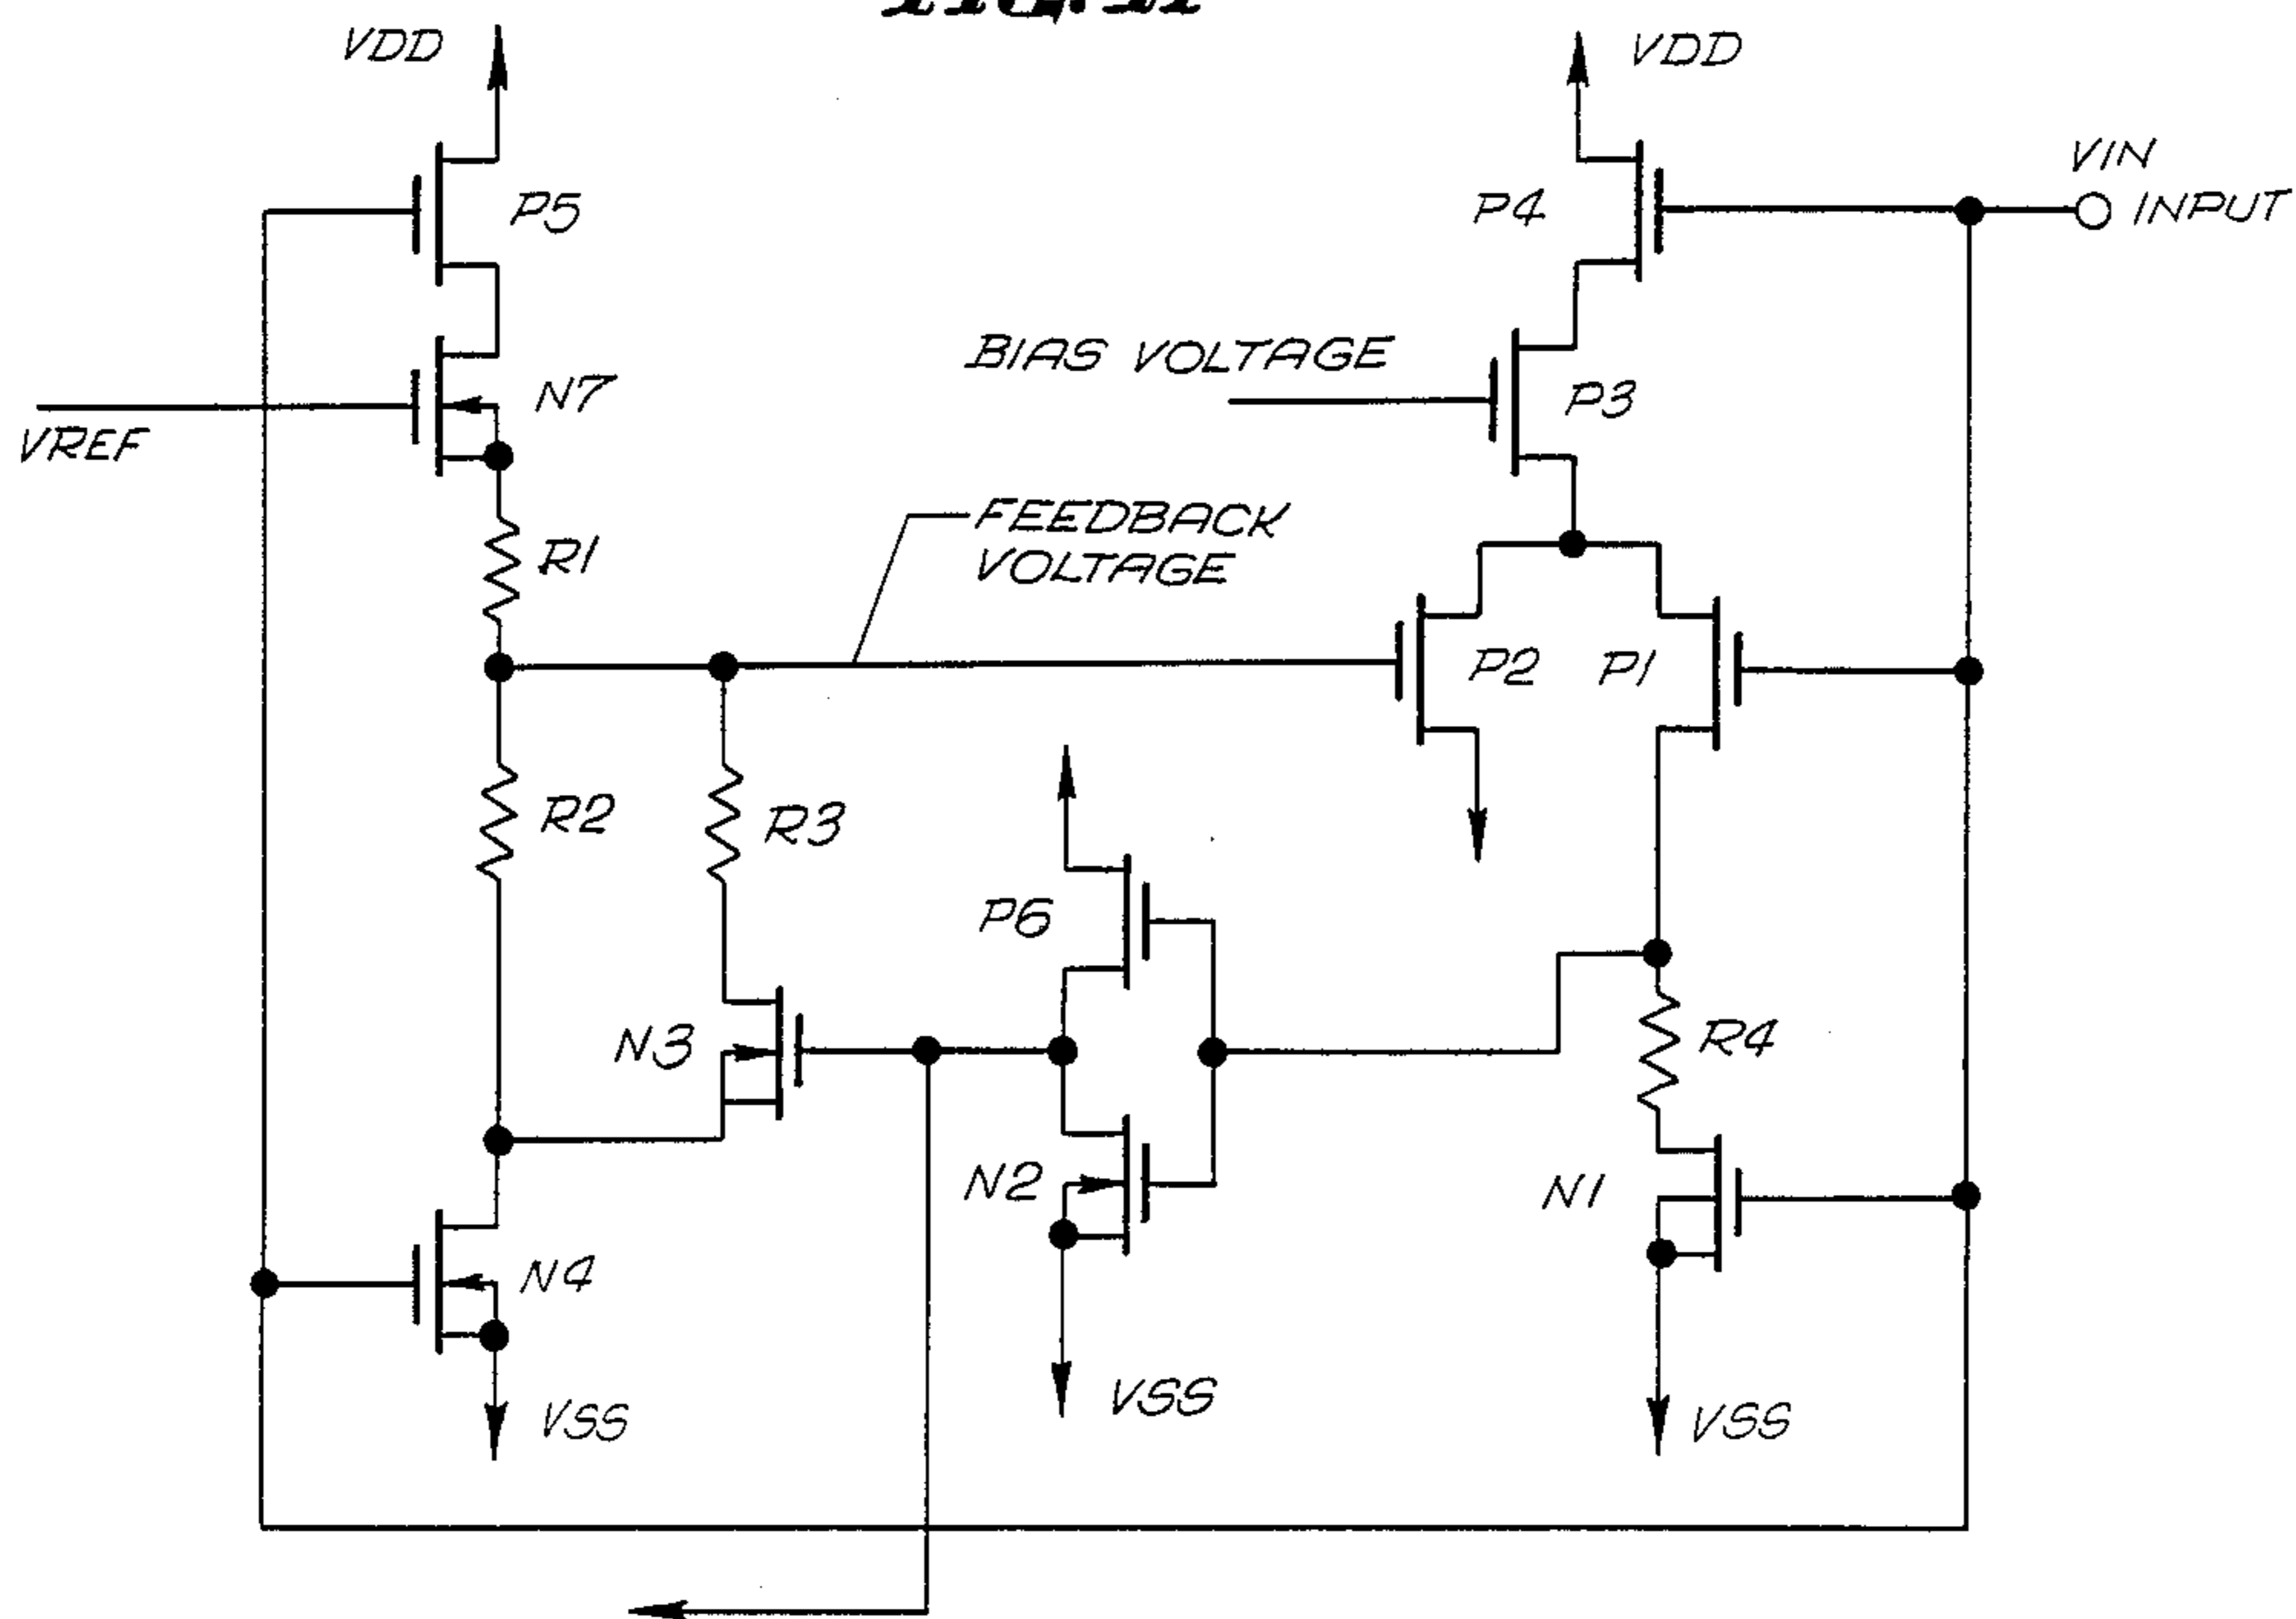 VDD
VDD
VIN
INPUT
P5
P4
BIAS VOLTAGE
N7
P3
VREF
FEEDBACK
VOLTAGE
R1
P2
P1
R2
R3
P6
N3
R4
N2
N1
N4
VSS
VSS
VSS